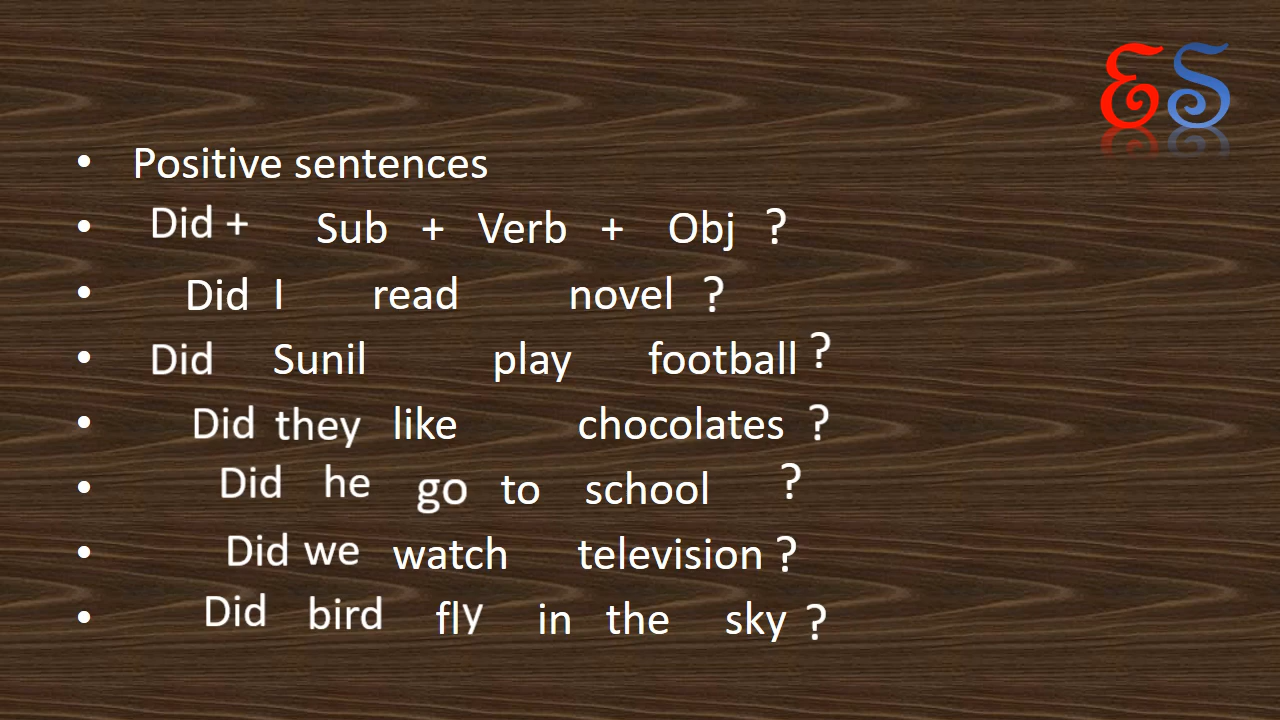 ES
• Positive sentences
• Did + Sub + Verb + Obj ?
• Did I read novel ?
• Did Sunil play football ?
• Did they like chocolates ?
• Did he go to school ?
• Did we watch television ?
• Did bird fly in the sky ?